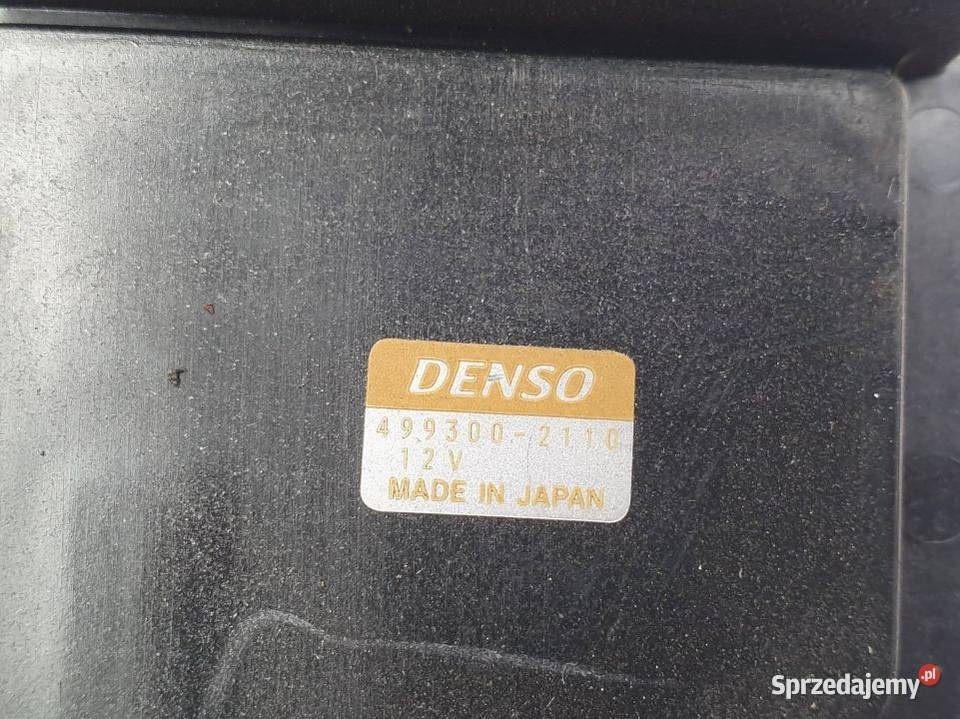 DENSO
499300-2110
12V
MADE IN JAPAN
Sprzedajemy.pl